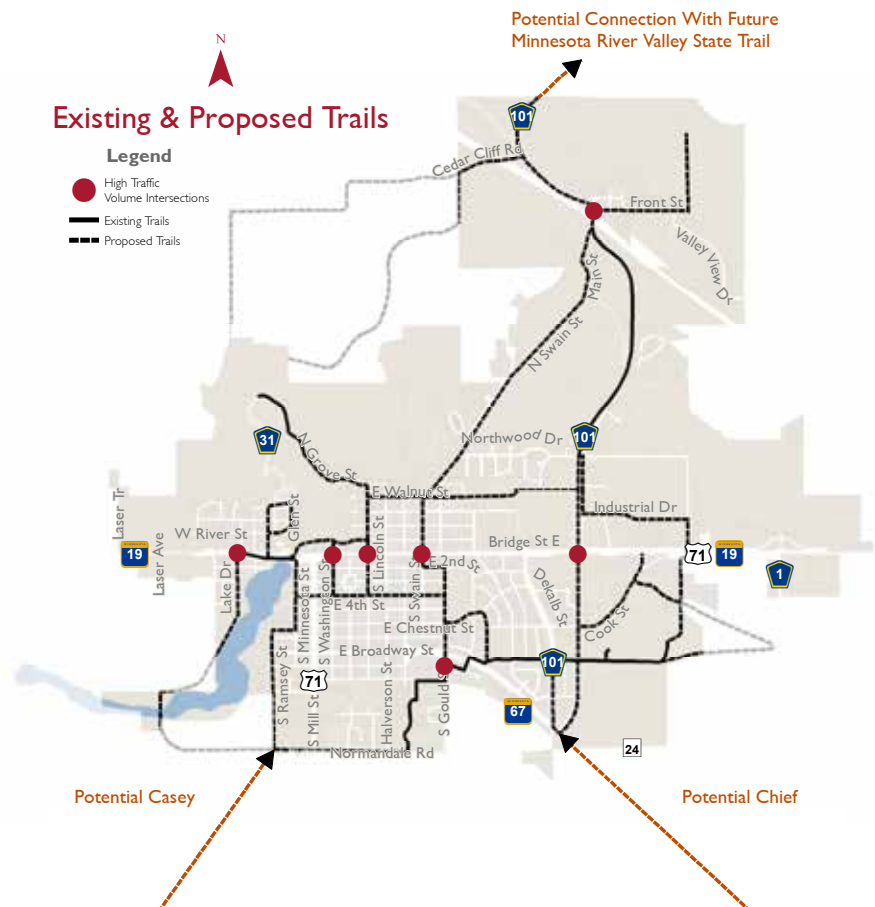 Potential Connection With Future
Minnesota River Valley State Trail
N
Existing & Proposed Trails
Legend
High Traffic
Volume Intersections
Existing Trails
Proposed Trails
101
Cedar Cliff Rd
Front St
Valley View Dr
Main St
N Swain St
31
N Grove St
Northwood Dr
101
E Walnut St
Industrial Dr
Laser Tr
Glen St
W River St
S Lincoln St
Bridge St E
19
71
19
Laser Ave
Lake Dr
E 2nd St
1
S Minnesota St
S Washington St
S Swain S
Dekalb St
E 4th St
E Chestnut St
Cook St
E Broadway St
101
S Ramsey St
71
S Mill St
Halverson St
S Gould S
67
Normandale Rd
24
Potential Casey
Potential Chief